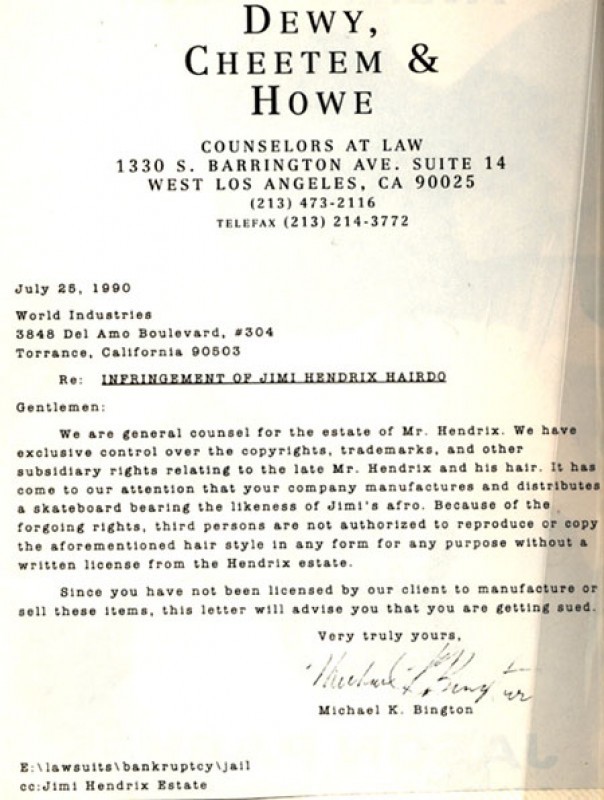 DEWY,
CHEETEM &
HOWE
COUNSELORS AT LAW
1330 S. BARRINGTON AVE. SUITE 14
WEST LOS ANGELES, CA 90025
(213) 473-2116
TELEFAX (213) 214-3772
July 25, 1990
World Industries
3848 Del Amo Boulevard, #304
Torrance, California 90503
Re: INFRINGEMENT OF JIMI HENDRIX HAIRDO
Gentlemen:
We are general counsel for the estate of Mr. Hendrix. We have
exclusive control over the copyrights, trademarks, and other
subsidiary rights relating to the late Mr. Hendrix and his hair. It has
come to our attention that your company manufactures and distributes
a skateboard bearing the likeness of Jimi's afro. Because of the
forgoing rights, third persons are not authorized to reproduce or copy
the aforementioned hair style in any form for any purpose without a
written license from the Hendrix estate.
Since you have not been licensed by our client to manufacture or
sell these items, this letter will advise you that you are getting sued.
Very truly yours,
Michael K. Bington
E:\lawsuits\bankruptcy\jail
cc:Jimi Hendrix Estate